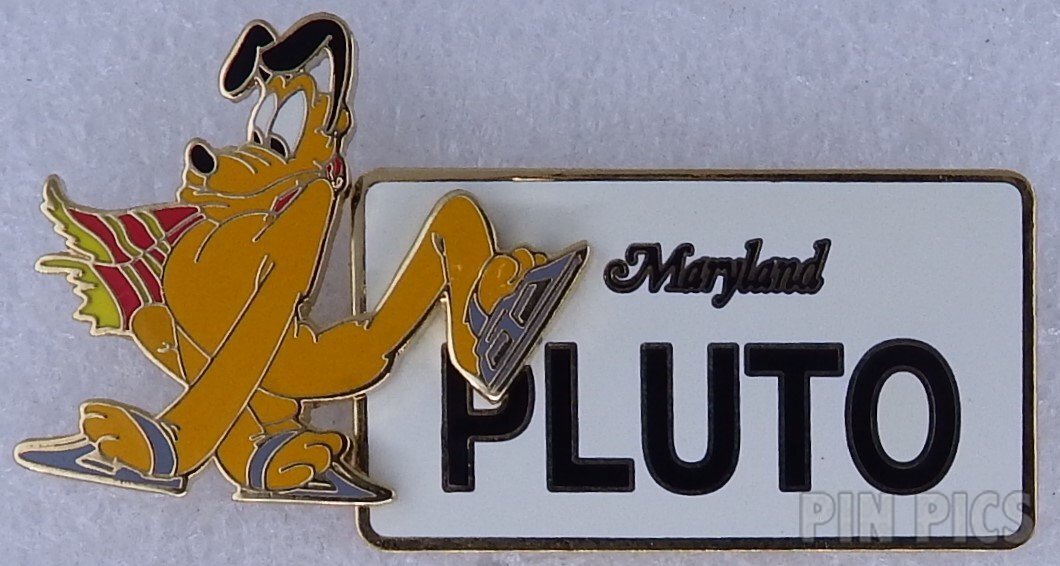 Maryland
PLUTO
PIN PICS